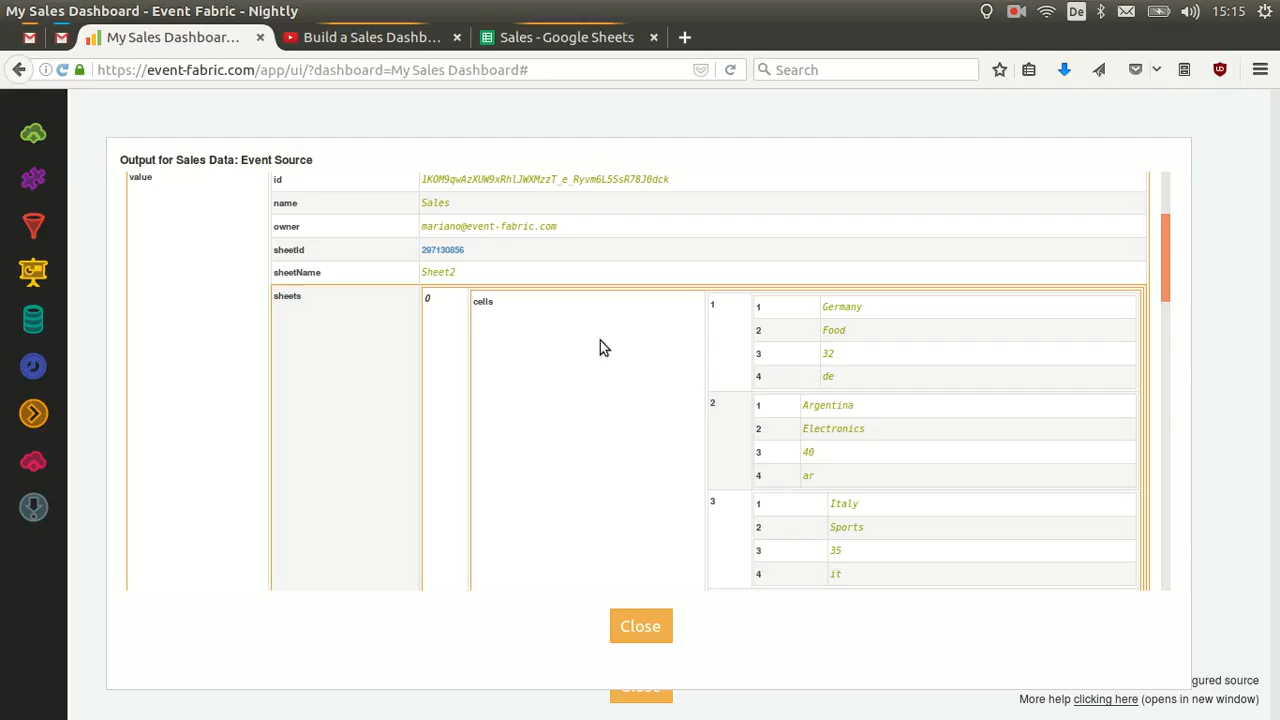 My Sales Dashboard - Event Fabric - Nightly
De
15:15
My Sales Dashboar… ×
Build a Sales Dashb… ×
Sales - Google Sheets ×
https://event-fabric.com/app/ui/?dashboard=My Sales Dashboard#
Search
Output for Sales Data: Event Source
value
id 1KOM9qwAzXUW9xRhlJWXMzzT_e_Ryvm6L5SsR78J0dck
name Sales
owner mariano@event-fabric.com
sheetId 297130856
sheetName Sheet2
sheets 0 cells
1
1 Germany
2 Food
3 32
4 de
2
1 Argentina
2 Electronics
3 40
4 ar
3
1 Italy
2 Sports
3 35
4 it
Close
gured source
More help clicking here (opens in new window)